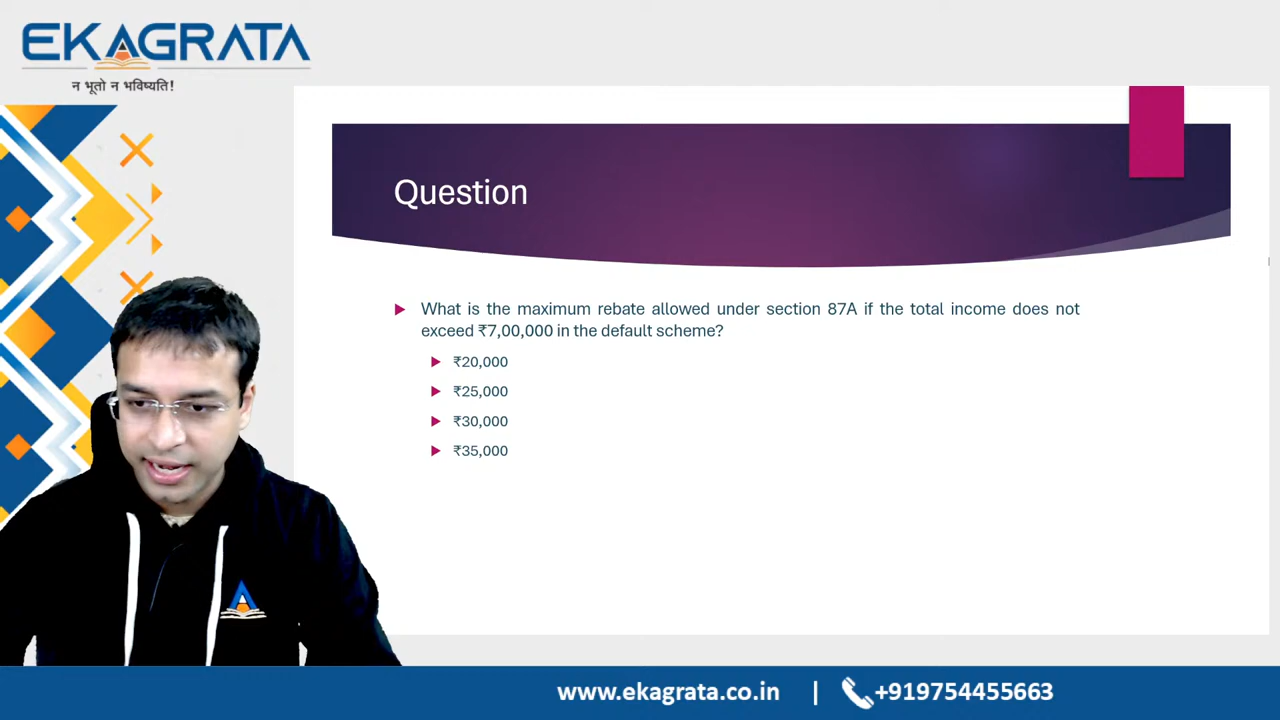 EKAGRATA
न भूतो न भविष्यति!
Question
What is the maximum rebate allowed under section 87A if the total income does not
exceed ₹7,00,000 in the default scheme?
₹20,000
₹25,000
₹30,000
₹35,000
www.ekagrata.co.in | +919754455663